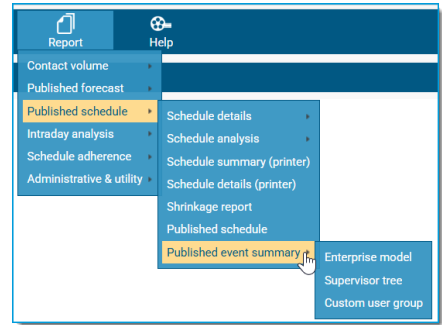 Report
Help
Contact volume
Published forecast
Published schedule
Intraday analysis
Schedule adherence
Administrative & utility
Schedule details
Schedule analysis
Schedule summary (printer)
Schedule details (printer)
Shrinkage report
Published schedule
Published event summary
Enterprise model
Supervisor tree
Custom user group